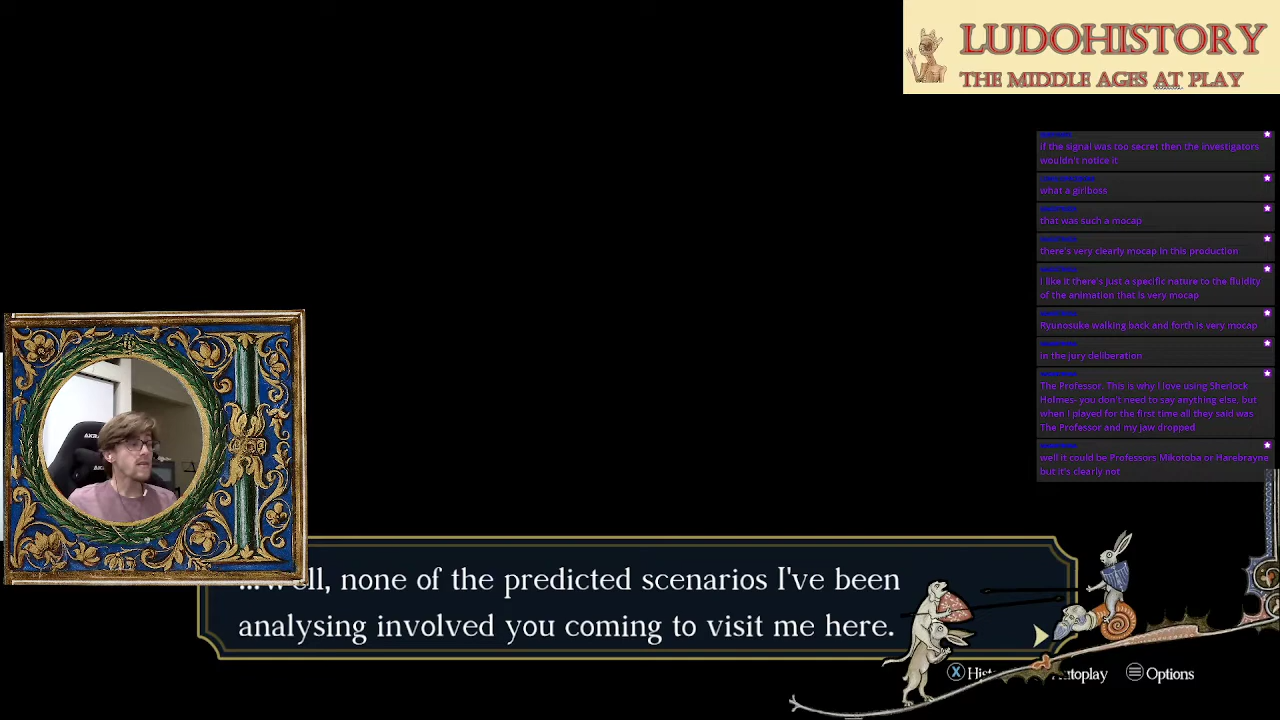 LUDOHISTORY
THE MIDDLE AGES AT PLAY
if the signal was too secret then the investigators
wouldn't notice it
what a girlboss
that was such a mocap
there's very clearly mocap in this production
I like it there's just a specific nature to the fluidity
of the animation that is very mocap
Ryunosuke walking back and forth is very mocap
in the jury deliberation
The Professor. This is why I love using Sherlock
Holmes- you don't need to say anything else, but
when I played for the first time all they said was
The Professor and my jaw dropped
well it could be Professors Mikotoba or Harebrayne
but it's clearly not
...Well, none of the predicted scenarios I've been
analysing involved you coming to visit me here.
X Options